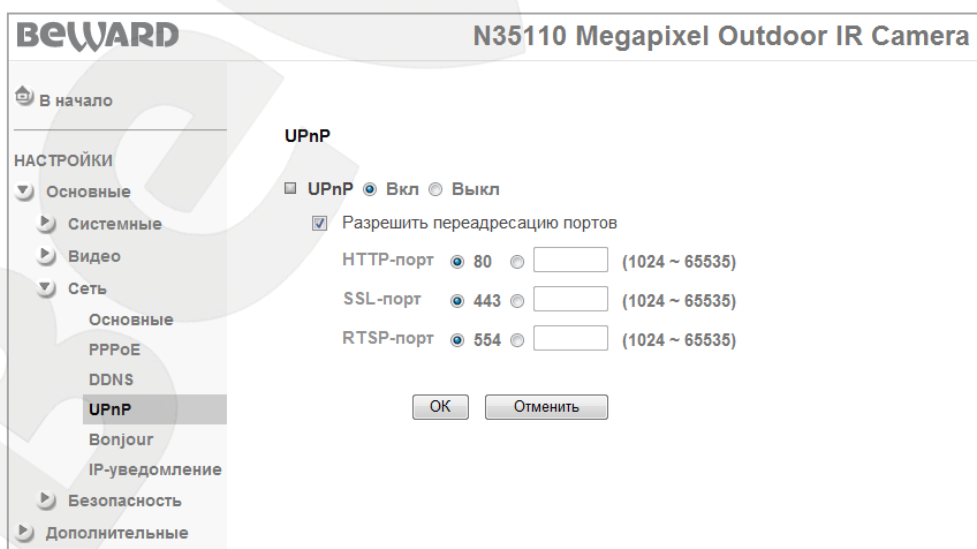 BEWARD
N35110 Megapixel Outdoor IR Camera
В начало
НАСТРОЙКИ
Основные
Системные
Видео
Сеть
Основные
PPPoE
DDNS
UPnP
Bonjour
IP-уведомление
Безопасность
Дополнительные
UPnP
UPnP Вкл Выкл
Разрешить переадресацию портов
HTTP-порт 80 (1024 ~ 65535)
SSL-порт 443 (1024 ~ 65535)
RTSP-порт 554 (1024 ~ 65535)
OK Отменить